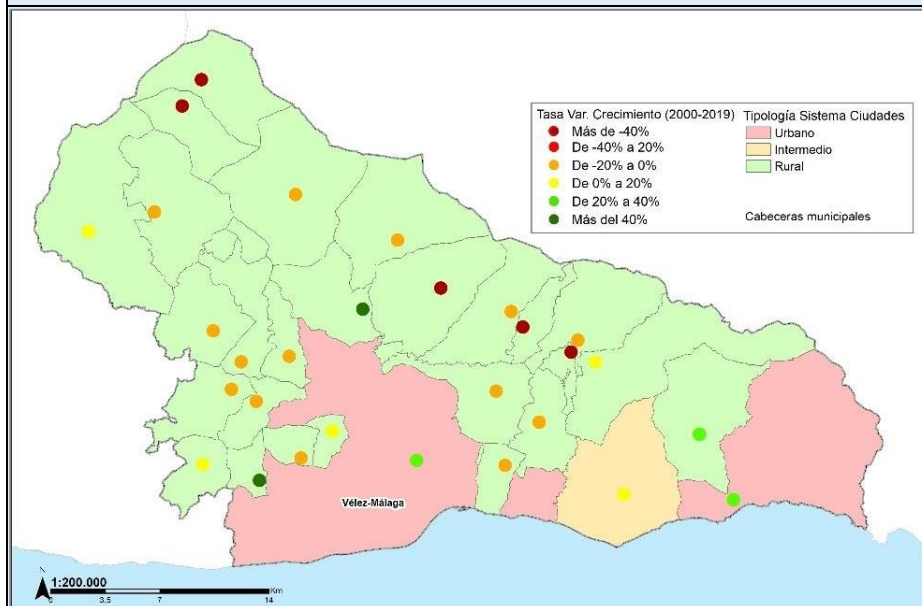 Tasa Var. Crecimiento (2000-2019)
Más de -40%
De -40% a 20%
De -20% a 0%
De 0% a 20%
De 20% a 40%
Más del 40%
Tipología Sistema Ciudades
Urbano
Intermedio
Rural
Cabeceras municipales
Vélez-Málaga
N
1:200.000
Km
0 3.5 7 14